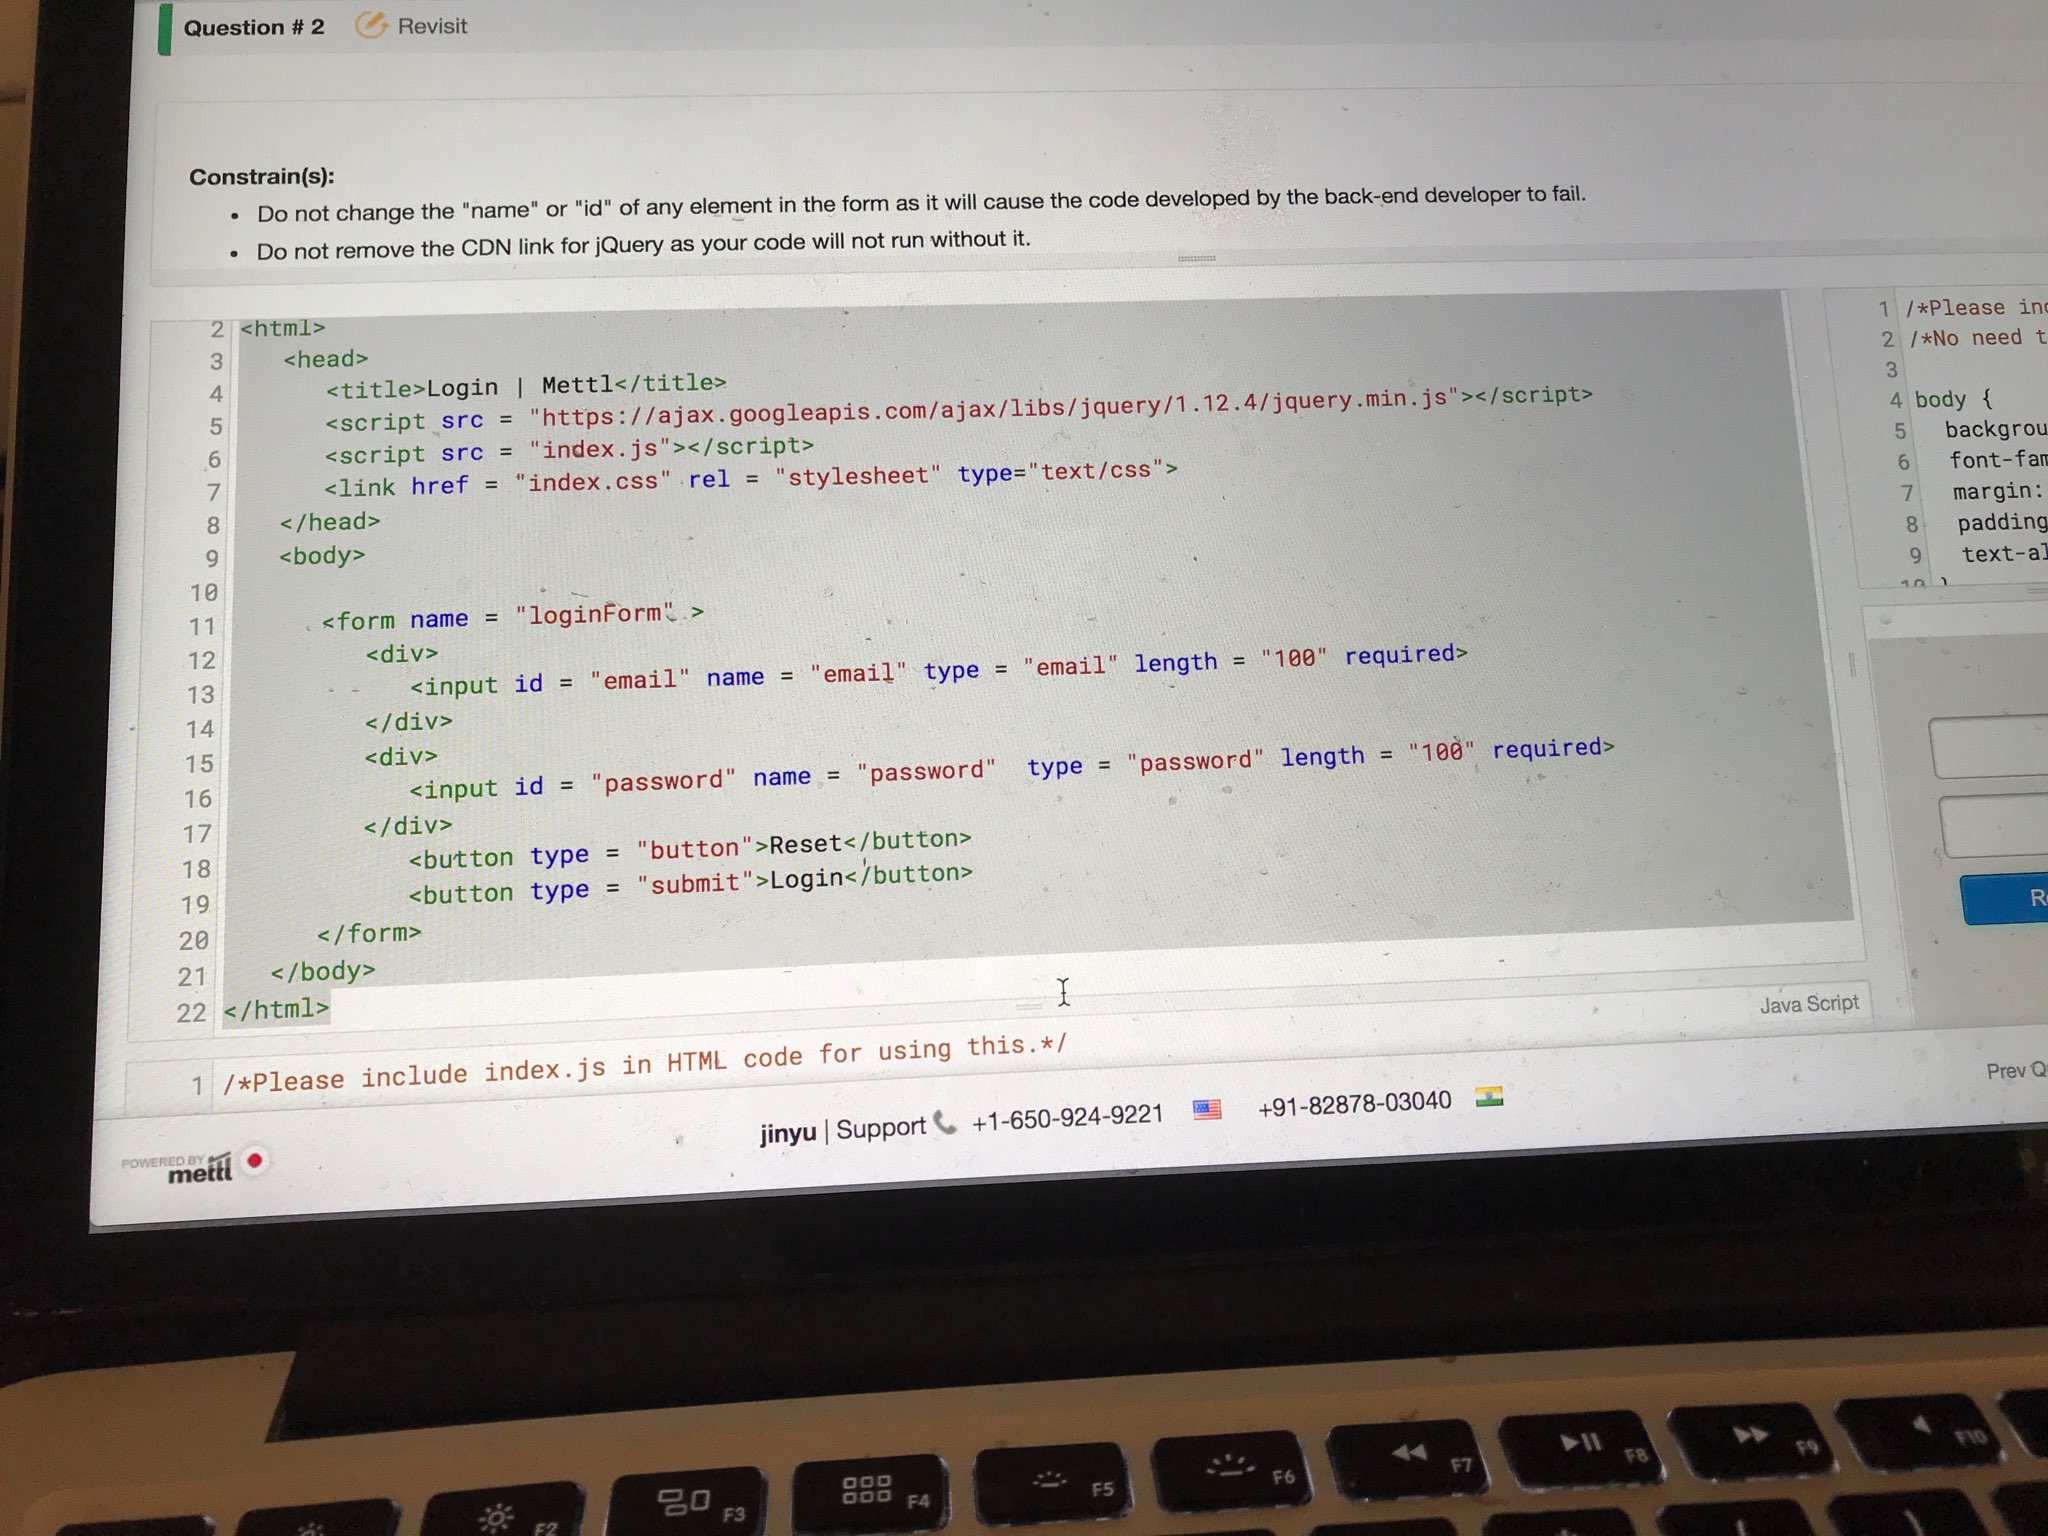 Question # 2 Revisit
Constrain(s):
• Do not change the "name" or "id" of any element in the form as it will cause the code developed by the back-end developer to fail.
• Do not remove the CDN link for jQuery as your code will not run without it.
2 <html>
3 <head>
4 <title>Login | Mettl</title>
5 <script src = "https://ajax.googleapis.com/ajax/libs/jquery/1.12.4/jquery.min.js"></script>
6 <script src = "index.js"></script>
7 <link href = "index.css" rel = "stylesheet" type="text/css">
8 </head>
9 <body>
10
11 <form name = "loginForm" >
12 <div>
13 <input id = "email" name = "email" type = "email" length = "100" required>
14 </div>
15 <div>
16 <input id = "password" name = "password" type = "password" length = "100" required>
17 </div>
18 <button type = "button">Reset</button>
19 <button type = "submit">Login</button>
20 </form>
21 </body>
22 </html>
Java Script
1 /*Please include index.js in HTML code for using this.*/
1 /*Please inc
2 /*No need t
3
4 body {
5 backgrou
6 font-fam
7 margin:
8 padding
9 text-al
10 }
Prev Q
jinyu | Support +1-650-924-9221 +91-82878-03040
POWERED BY
mettl
F2 F3 F4 F5 F6 F7 F8 F9 F10